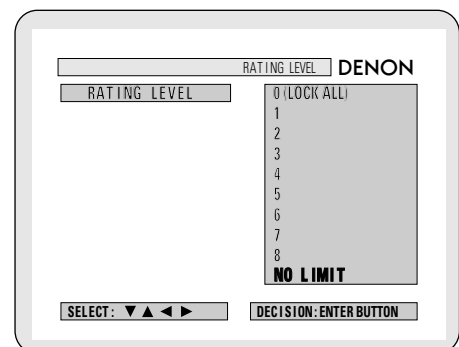 RATING LEVEL DENON
RATING LEVEL
0 (LOCK ALL)
1
2
3
4
5
6
7
8
NO LIMIT
SELECT: ▼ ▲ ◄ ► DECISION: ENTER BUTTON